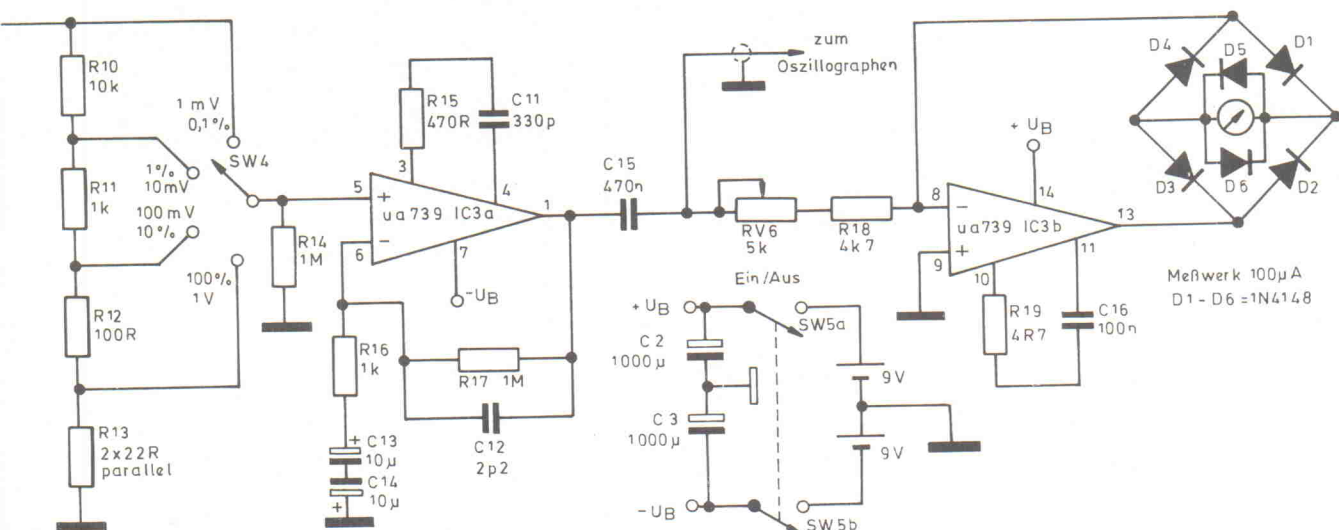 R10
10k
R11
1k
R12
100R
R13
2x22R
parallel
1 mV
0,1%
1%
10mV
100mV
10%
100%
1V
SW4
R14
1M
R15
470R
C11
330p
3
4
5
+
ua739 IC3a
1
-
6
7
-UB
R16
1k
R17 1M
C12
2p2
+ C13
10µ
C14
10µ
+
C15
470n
zum
Oszillographen
RV6
5k
R18
4k7
Ein/Aus
+UB
SW5a
C2
1000µ
C3
1000µ
9V
9V
-UB
SW5b
+UB
14
8
-
ua739 IC3b
13
+
9
10
11
R19
4R7
C16
100n
D4
D5
D1
D3
D6
D2
Meßwerk 100µA
D1-D6=1N4148